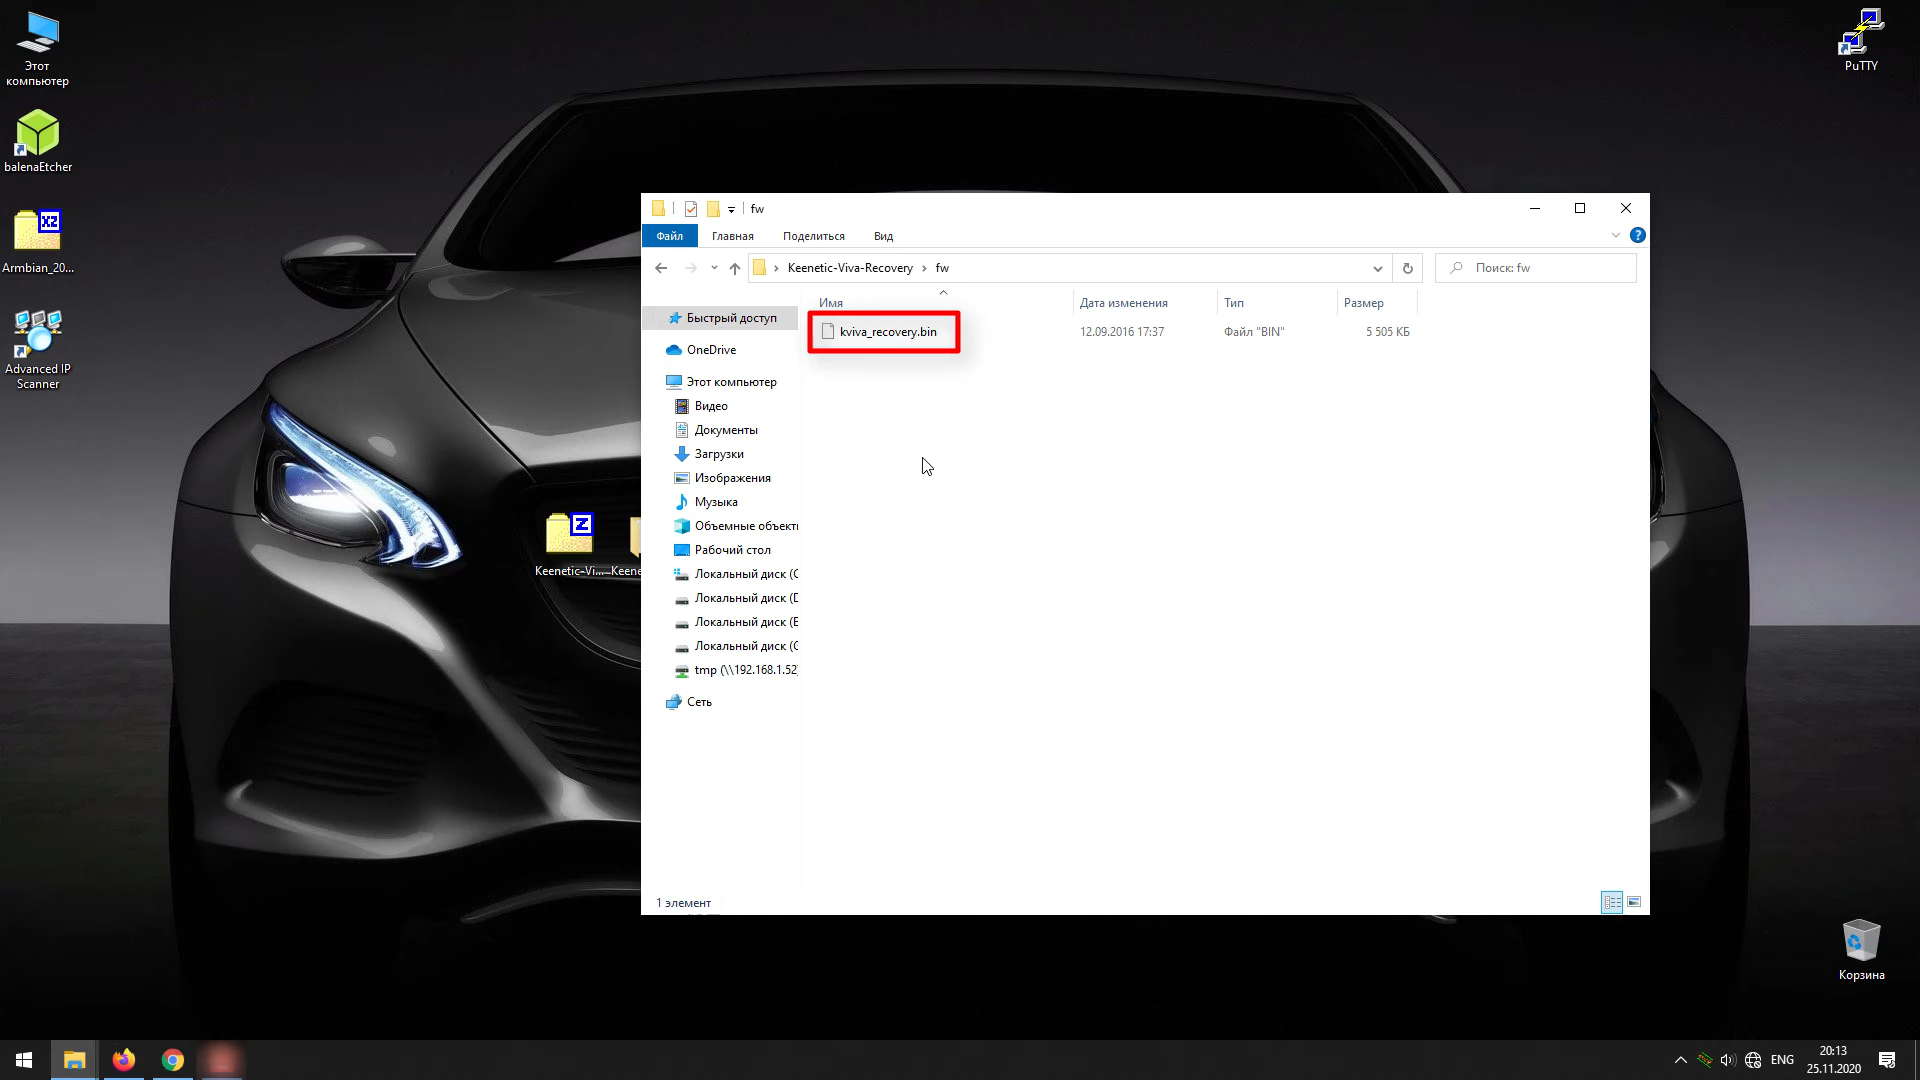 Этот
компьютер
balenaEtcher
X2
Armbian_20...
Advanced IP
Scanner
PuTTY
Z
Keenetic-Vi...
Keene
fw
Файл
Главная
Поделиться
Вид
?
Keenetic-Viva-Recovery › fw
Поиск: fw
Имя
Дата изменения
Тип
Размер
kviva_recovery.bin
12.09.2016 17:37
Файл "BIN"
5 505 КБ
Быстрый доступ
OneDrive
Этот компьютер
Видео
Документы
Загрузки
Изображения
Музыка
Объемные объект
Рабочий стол
Локальный диск (C
Локальный диск (D
Локальный диск (E
Локальный диск (G
tmp (\\192.168.1.52)
Сеть
1 элемент
Корзина
ENG
20:13
25.11.2020